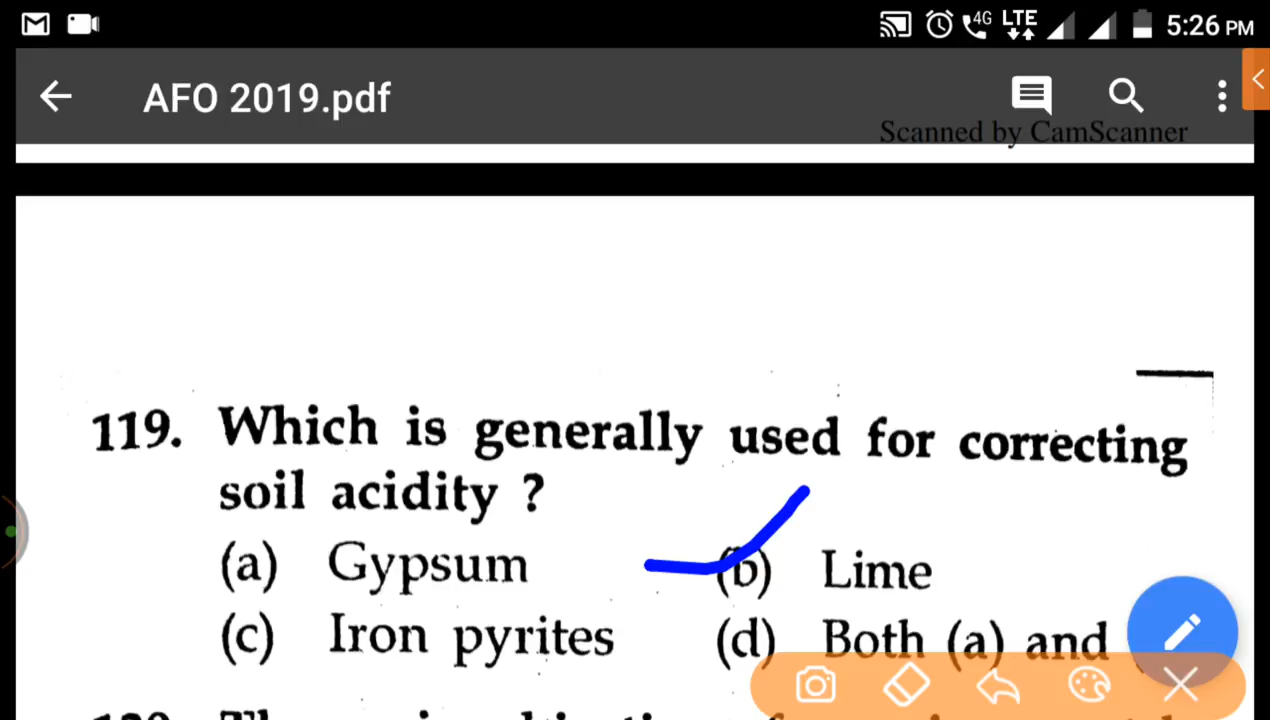 4G LTE 5:26 PM
AFO 2019.pdf
Scanned by CamScanner
119. Which is generally used for correcting
soil acidity ?
(a) Gypsum (b) Lime
(c) Iron pyrites (d) Both (a) and